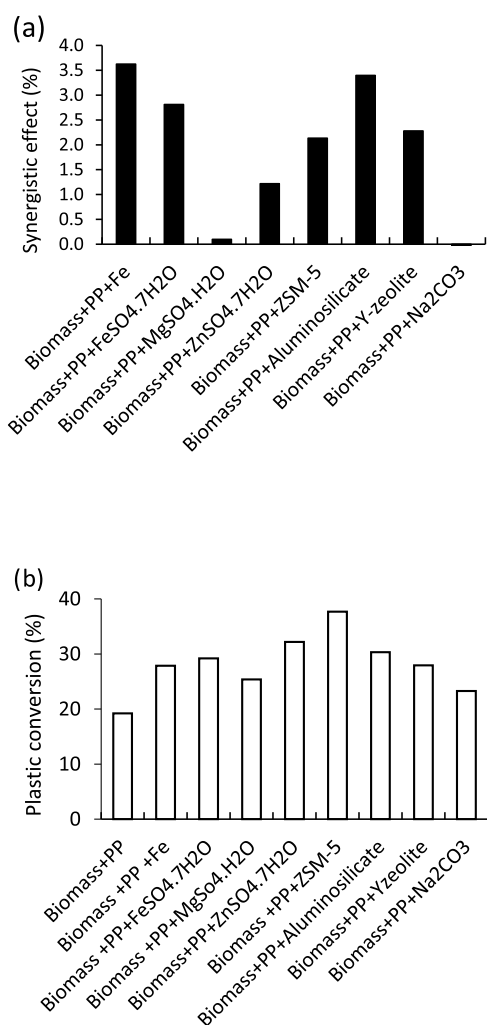 (a)
Synergistic effect (%)
4.0
3.5
3.0
2.5
2.0
1.5
1.0
0.5
0.0
Biomass+PP+Fe
Biomass+PP+FeSO4.7H2O
Biomass+PP+MgSO4.H2O
Biomass+PP+ZnSO4.7H2O
Biomass+PP+ZSM-5
Biomass+PP+Aluminosilicate
Biomass+PP+Y-zeolite
Biomass+PP+Na2CO3
(b)
Plastic conversion (%)
40
30
20
10
0
Biomass+PP
Biomass +PP +Fe
Biomass +PP+FeSO4.7H2O
Biomass +PP+MgSo4.H2O
Biomass+PP+ZnSO4.7H2O
Biomass +PP+ZSM-5
Biomass+PP+Aluminosilicate
Biomass+PP+Yzeolite
Biomass+PP+Na2CO3